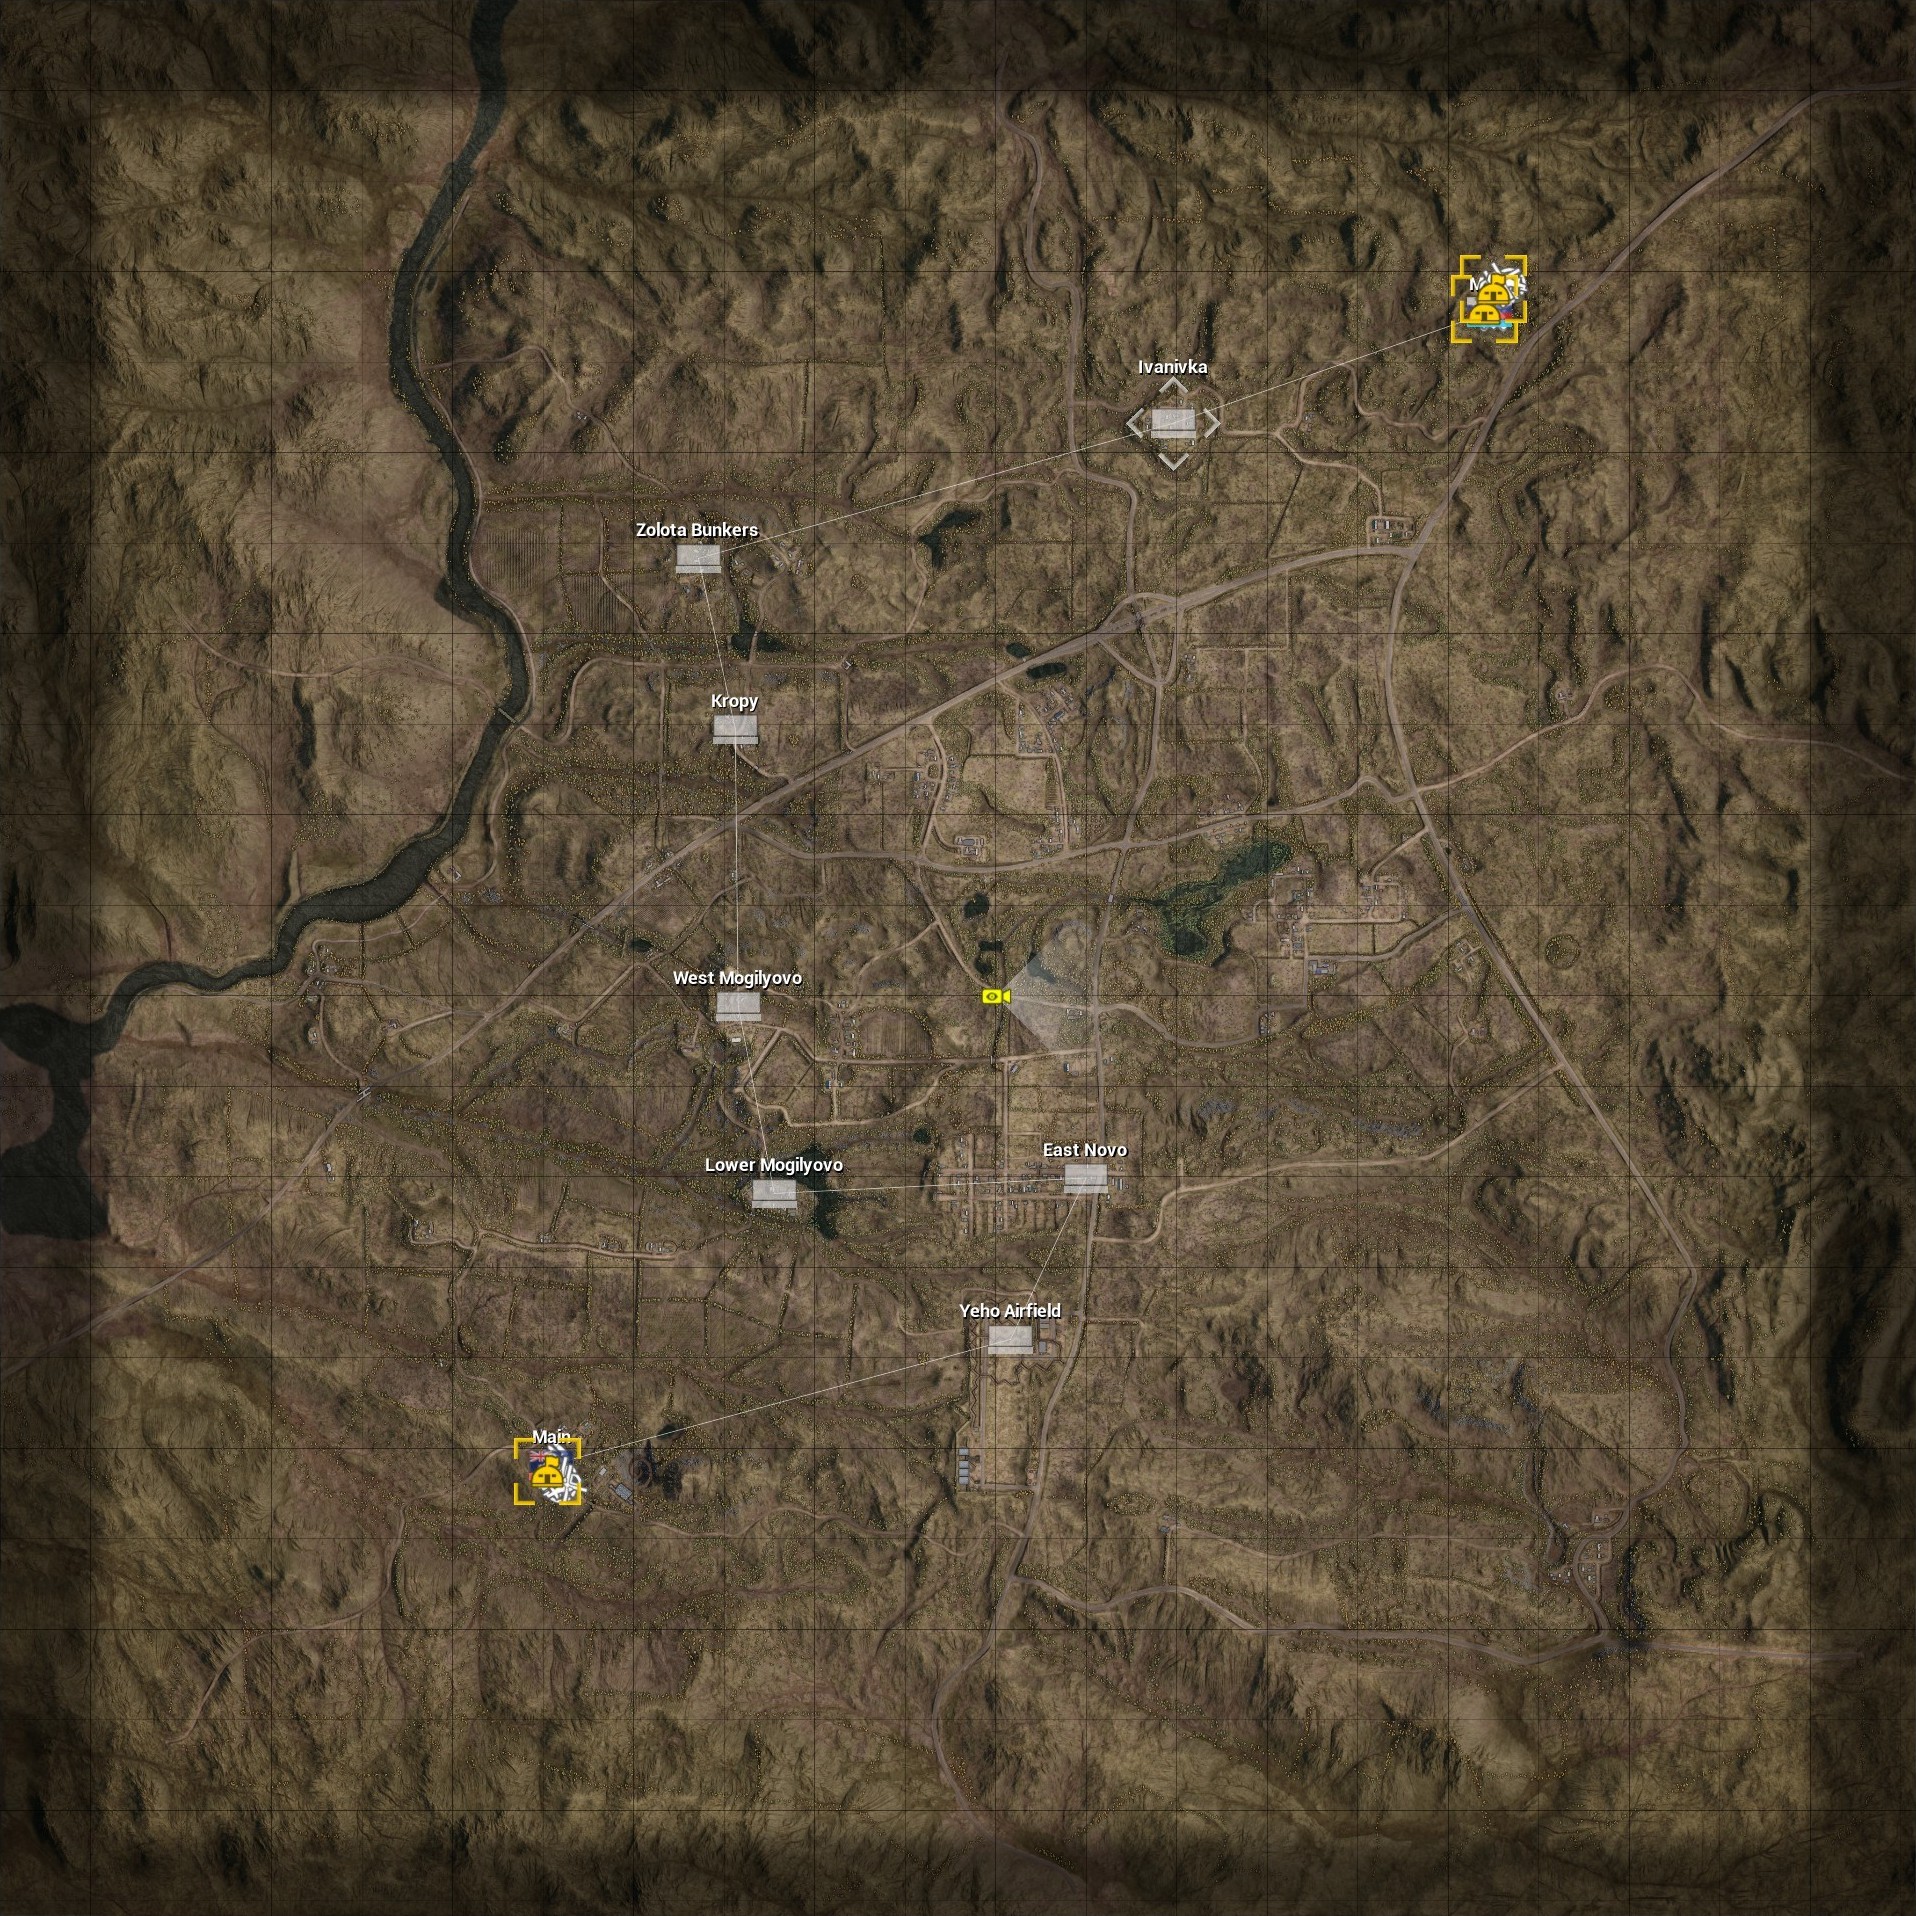 Ivanivka
Zolota Bunkers
Kropy
West Mogilyovo
East Novo
Lower Mogilyovo
Yeho Airfield
Main